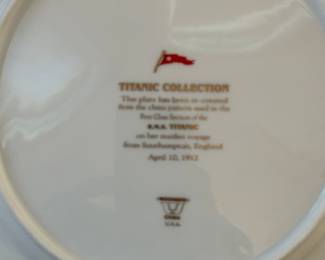 TITANIC COLLECTION
This plate has been re-created
from the china pattern used in the
First Class Section of the
R.M.S. TITANIC
on her maiden voyage
from Southampton, England
April 10, 1912
U.S.A.